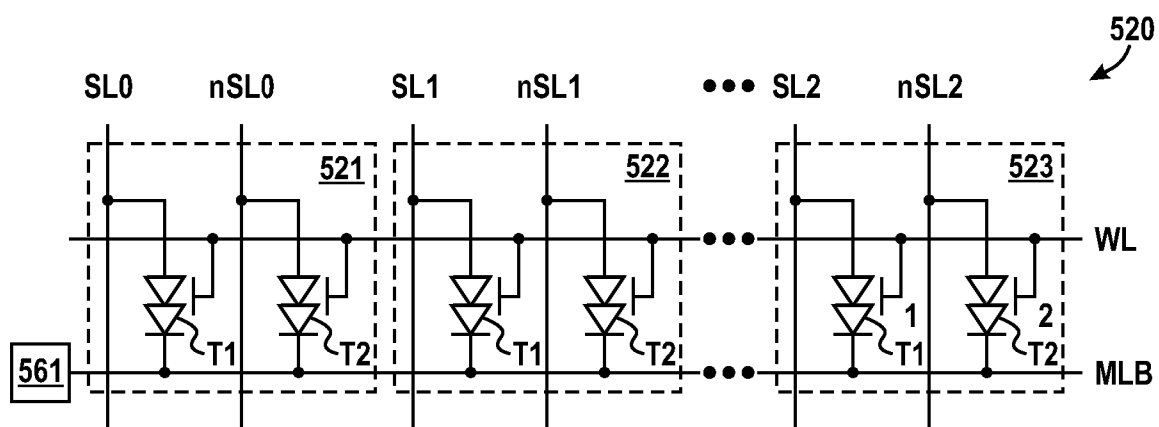 520
SL0 nSL0 SL1 nSL1 SL2 nSL2
521 522 523
WL
1 2
T1 T2 T1 T2 T1 T2
561 MLB